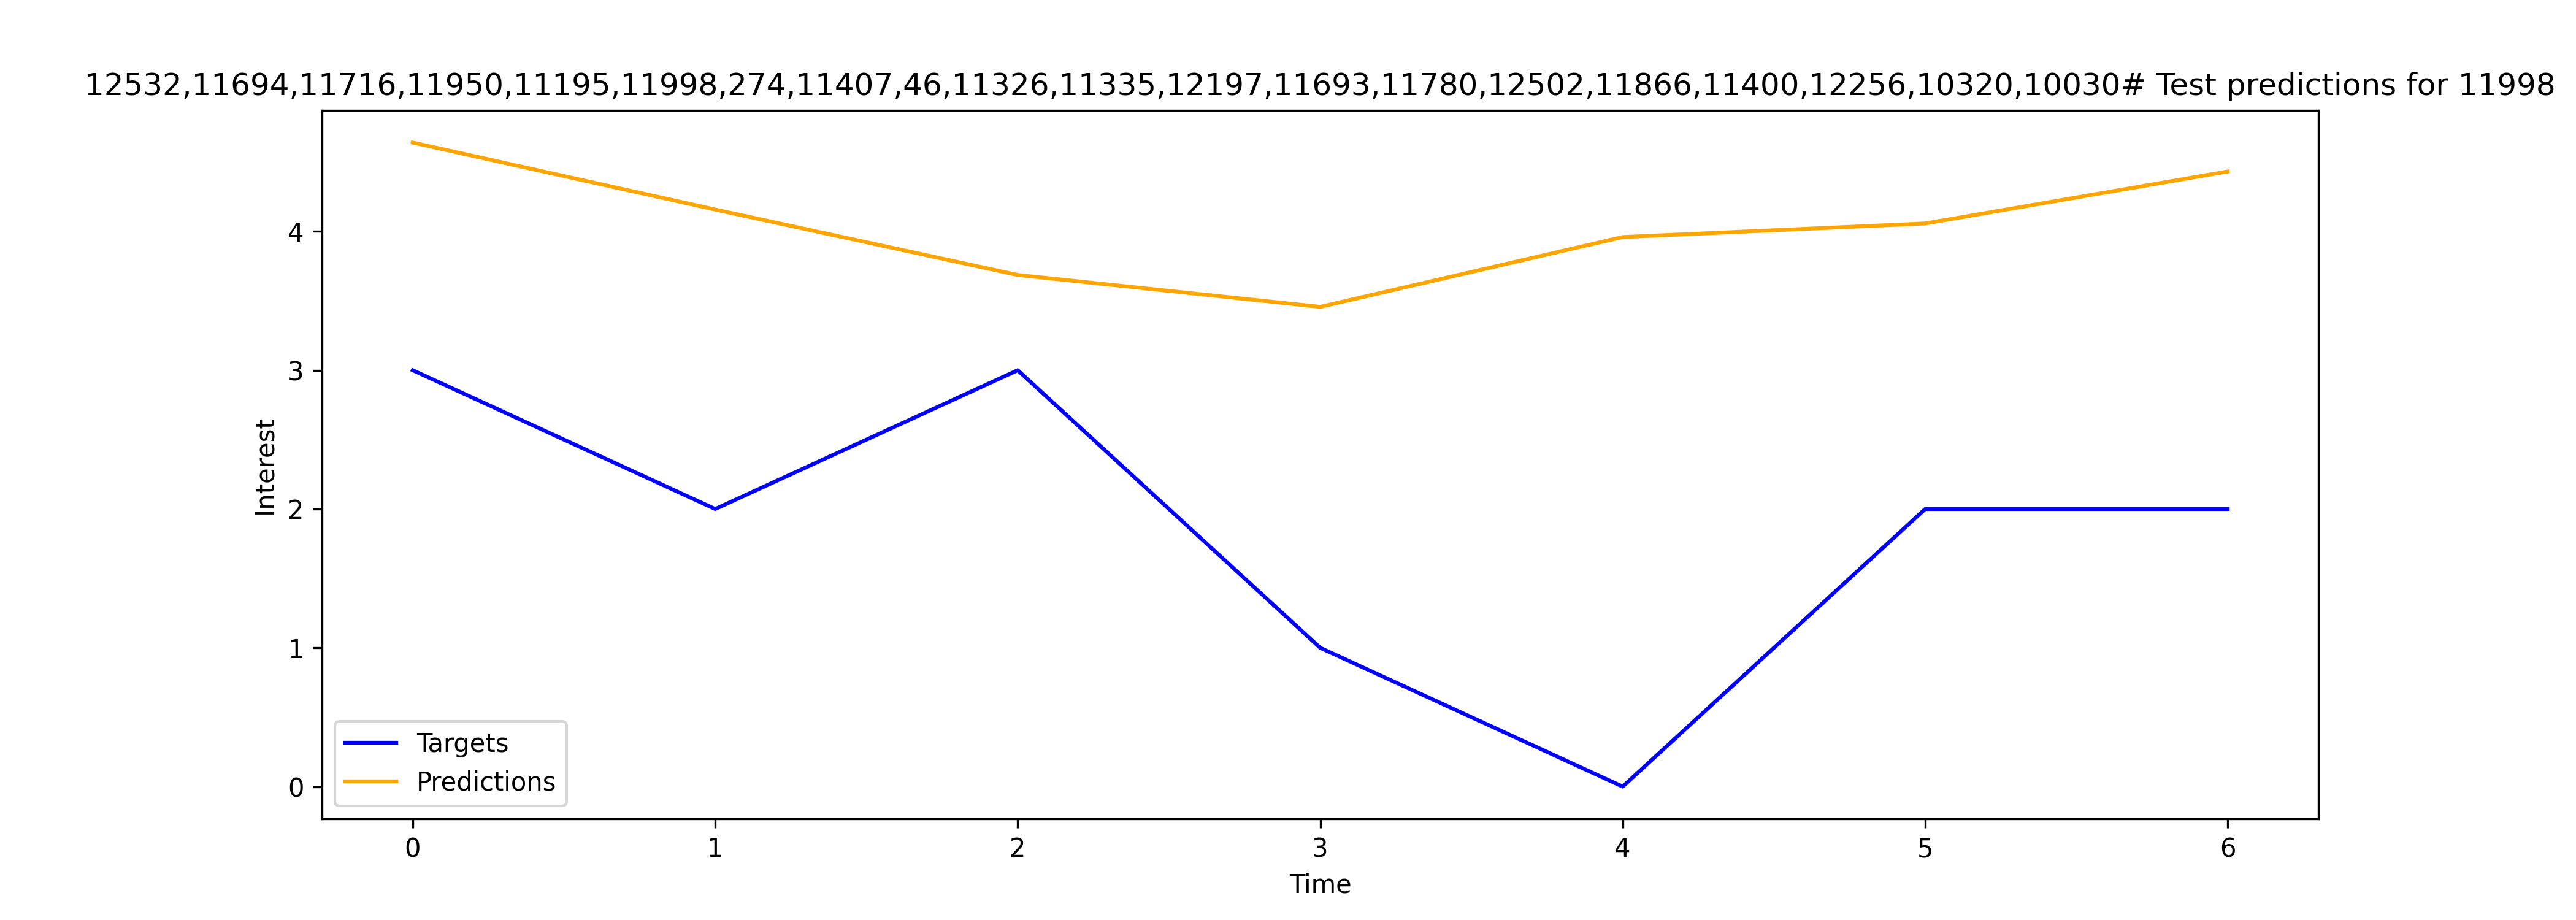 12532,11694,11716,11950,11195,11998,274,11407,46,11326,11335,12197,11693,11780,12502,11866,11400,12256,10320,10030# Test predictions for 11998
4
3
2
1
0
Interest
Targets
Predictions
0 1 2 3 4 5 6
Time